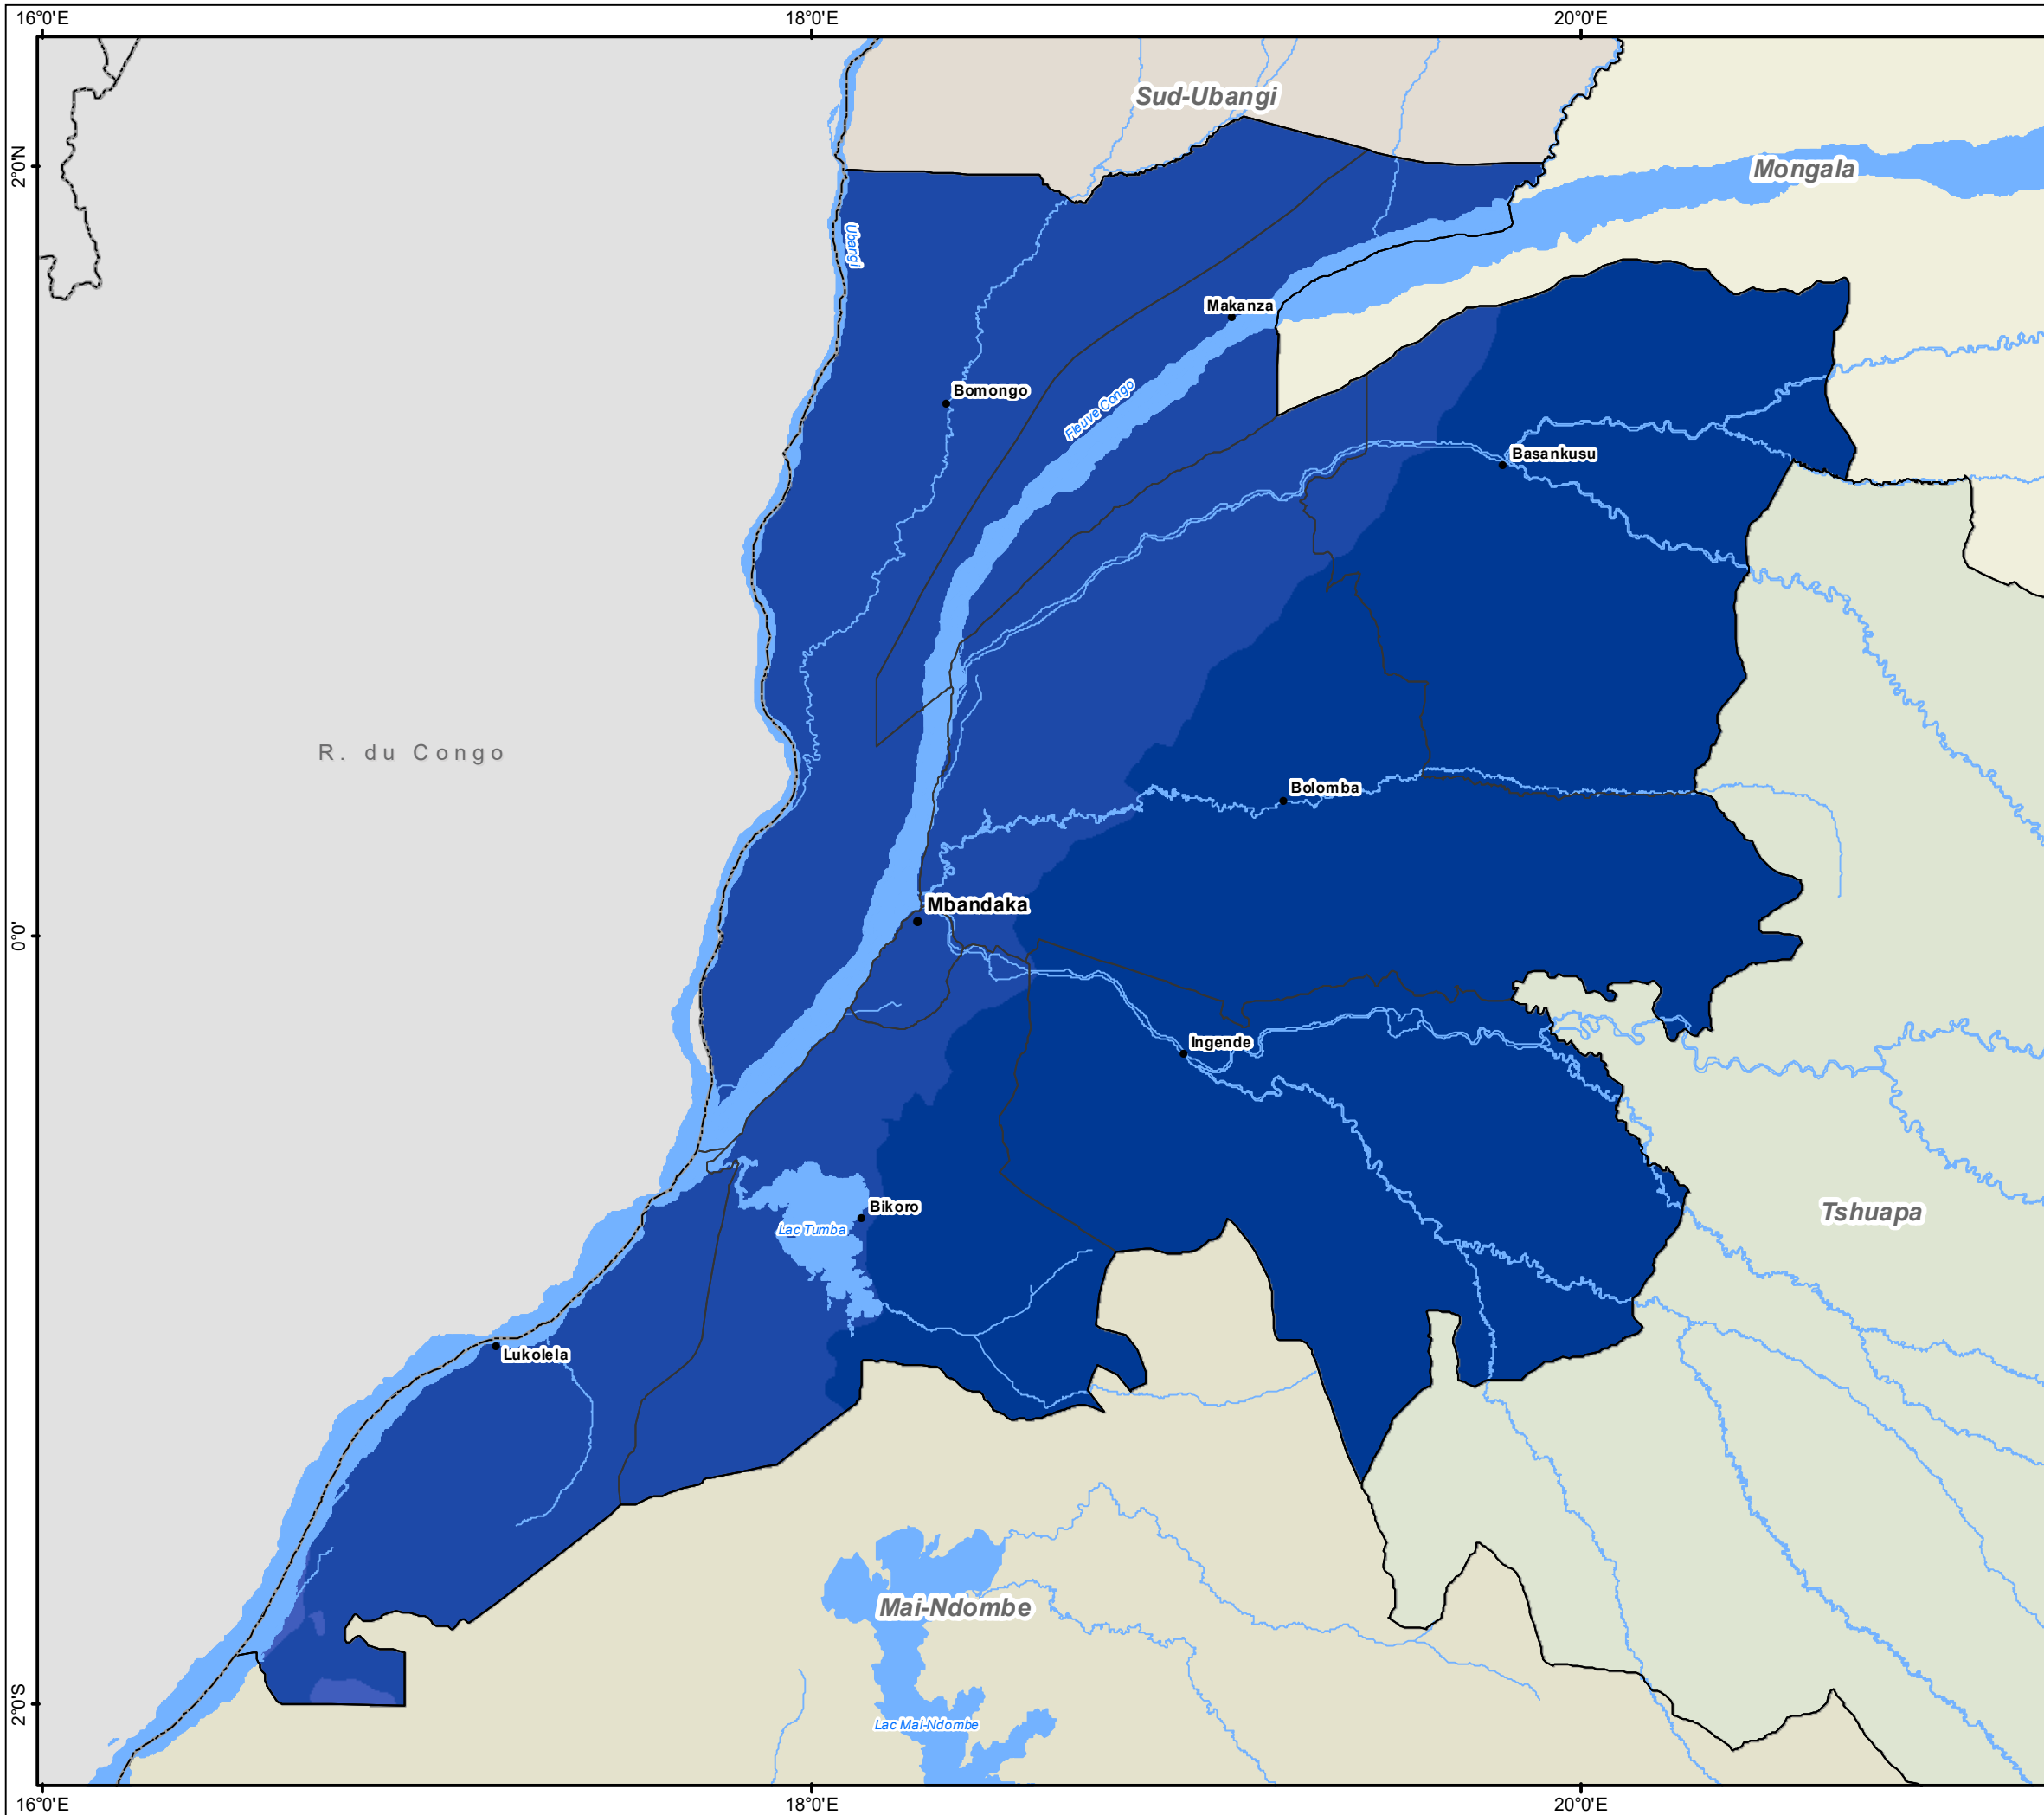 16°0'E
18°0'E
20°0'E
Sud-Ubangi
2°0'N
Mongala
Ubangi
Makanza
Bomongo
Fleuve Congo
Basankusu
R. du Congo
Bolomba
Mbandaka
0°0'
Ingende
Bikoro
Tshuapa
Lac Tumba
Lukolela
Mai-Ndombe
2°0'S
Lac Mai-Ndombe
16°0'E
18°0'E
20°0'E